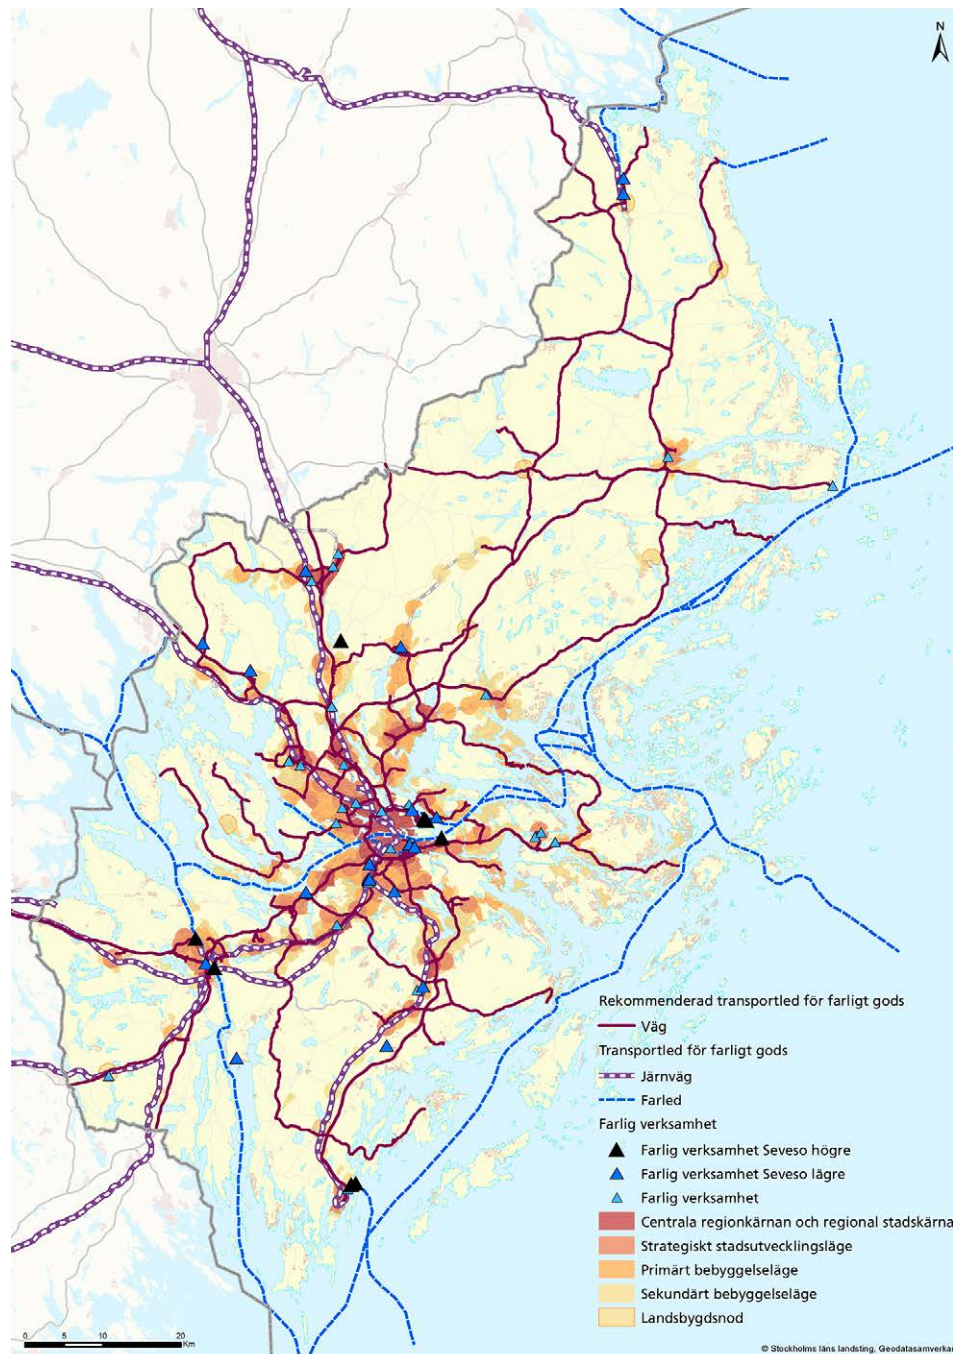 N
Rekommenderad transportled för farligt gods
Väg
Transportled för farligt gods
Järnväg
Farled
Farlig verksamhet
Farlig verksamhet Seveso högre
Farlig verksamhet Seveso lägre
Farlig verksamhet
Centrala regionkärnan och regional stadskärna
Strategiskt stadsutvecklingsläge
Primärt bebyggelseläge
Sekundärt bebyggelseläge
Landsbygdsnod
0 5 10 20
Km
© Stockholms läns landsting, Geodatasamverkan